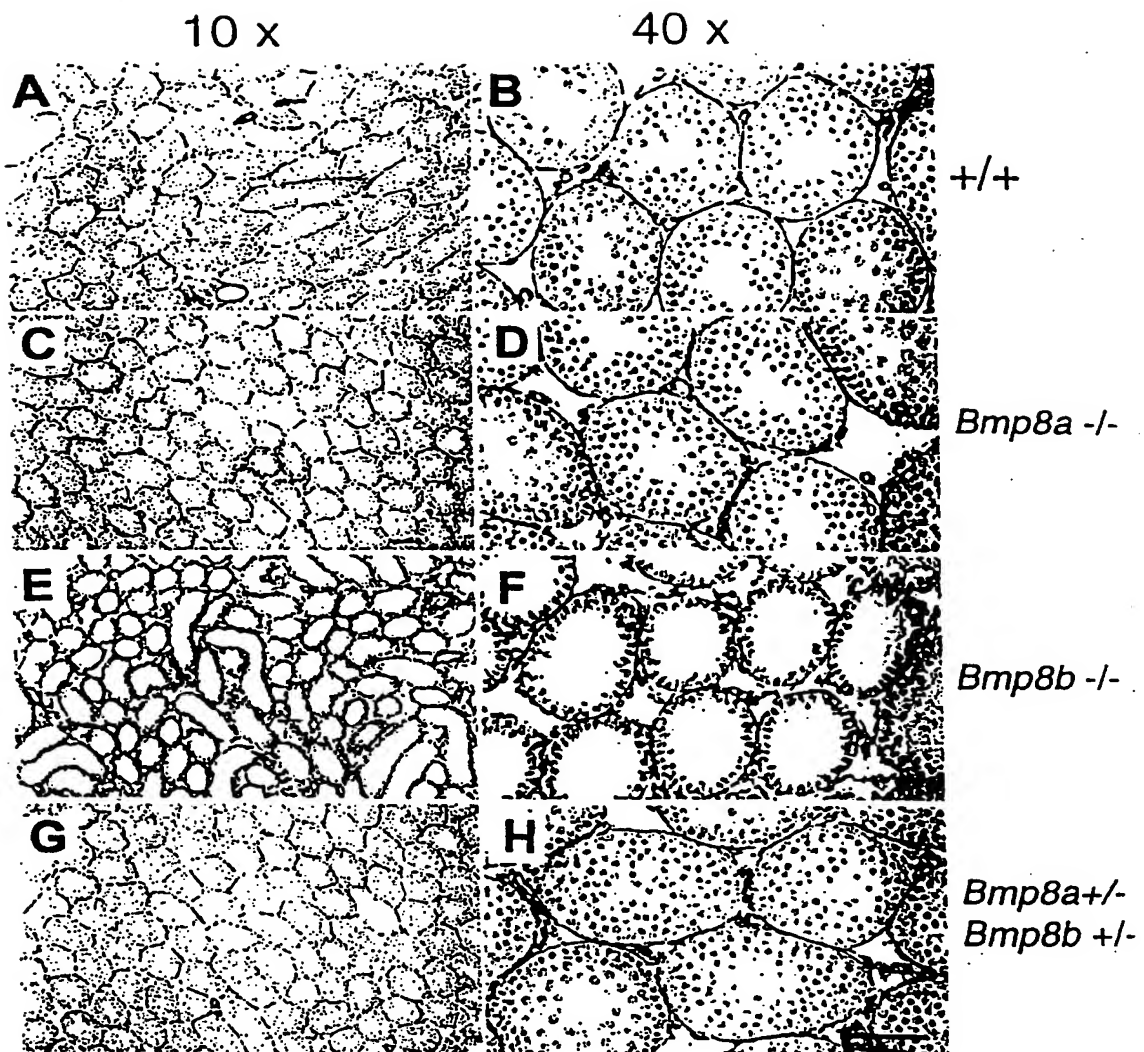 10 x
40 x
A
B
+/+
C
D
Bmp8a -/-
E
F
Bmp8b -/-
G
H
Bmp8a+/-
Bmp8b +/-